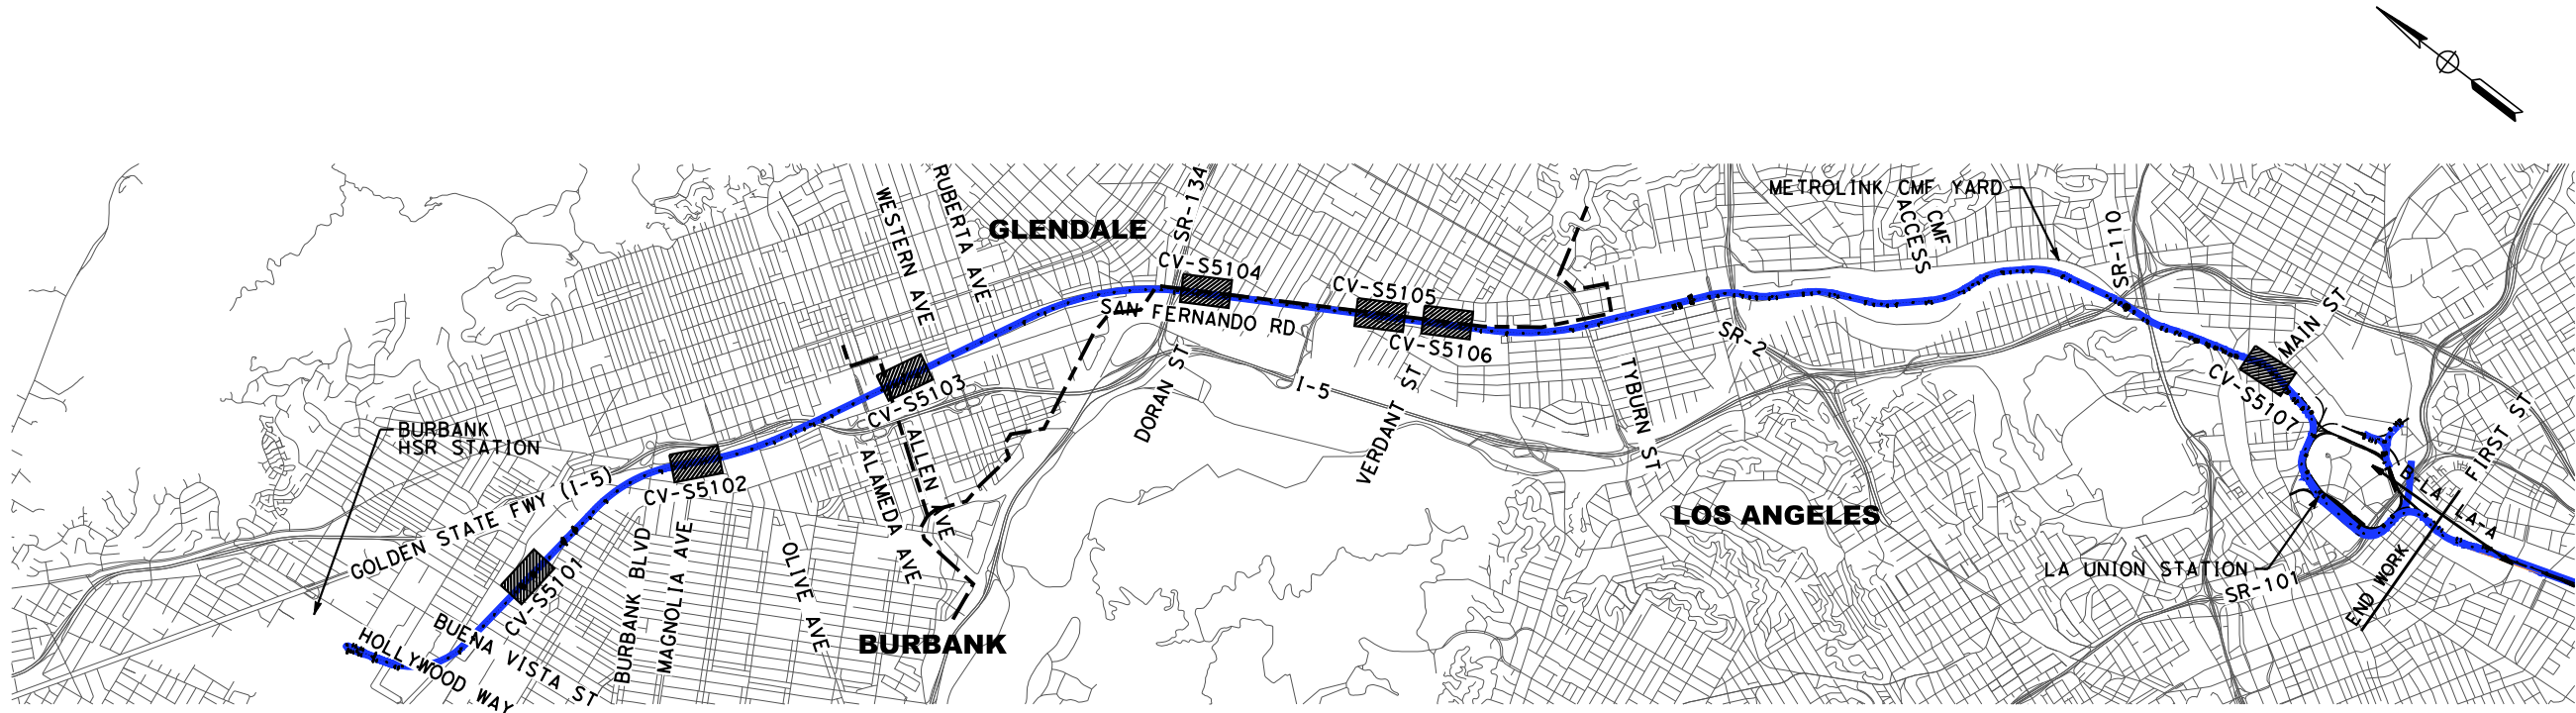 WESTERN AVE
RUBERTA AVE
GLENDALE
SR-134
CV-S5104
SAN FERNANDO RD
CV-S5105
CV-S5106
METROLINK CMF YARD
CMF
ACCESS
SR-110
MAIN ST
CV-S5107
SR-2
I-5
DORAN ST
VERDANT ST
TYBURN ST
LOS ANGELES
FIRST ST
B-LA
LA-A
LA UNION STATION
SR-101
END WORK
CV-S5103
ALLEN AVE
ALAMEDA AVE
BURBANK
HSR STATION
GOLDEN STATE FWY (I-5)
CV-S5102
CV-S5101
BURBANK BLVD
MAGNOLIA AVE
OLIVE AVE
BURBANK
BUENA VISTA ST
HOLLYWOOD WAY